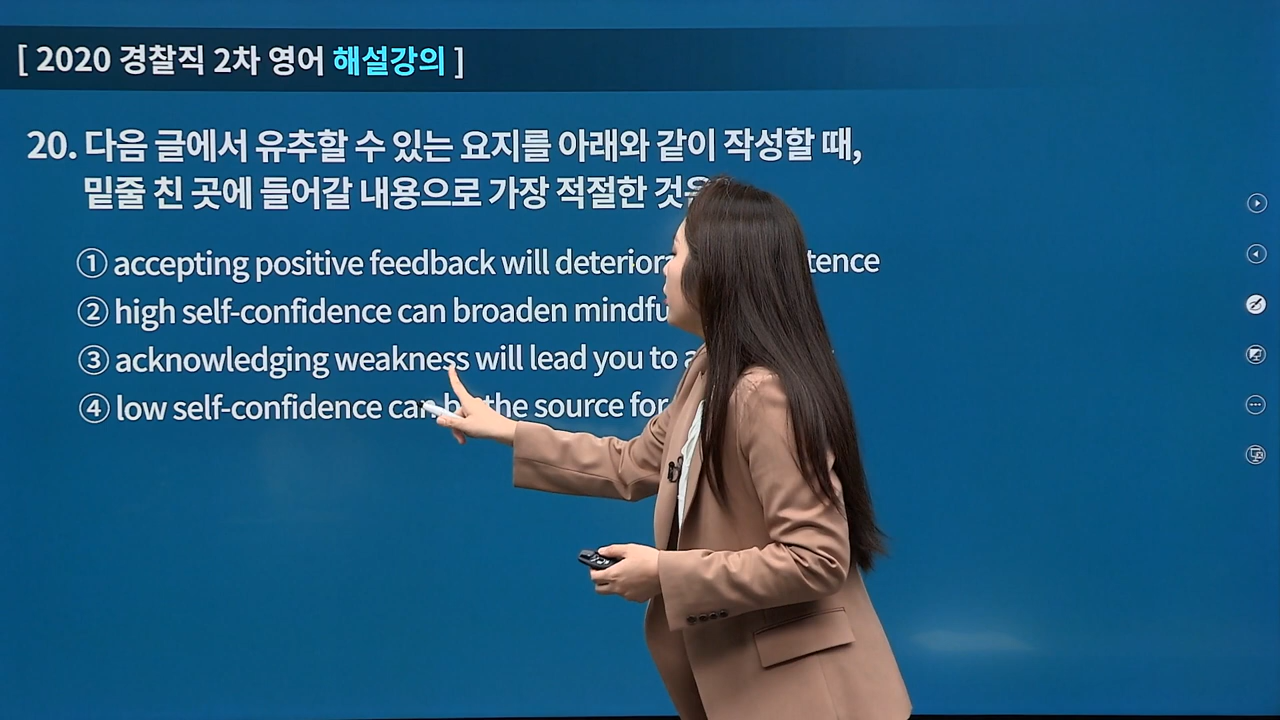 [ 2020 경찰직 2차 영어 해설강의 ]
20. 다음 글에서 유추할 수 있는 요지를 아래와 같이 작성할 때,
밑줄 친 곳에 들어갈 내용으로 가장 적절한
① accepting positive feedback will
② high self-confidence can broaden
③ acknowledging weakness will lead you to
④ low self-confidence can the source for